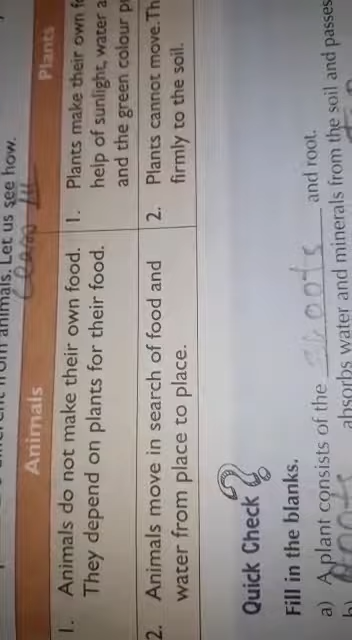 animals. Let us see how.
Class III
Animals
Plants
1. Animals do not make their own food.
They depend on plants for their food.
1. Plants make their own
help of sunlight, water
and the green colour
2. Animals move in search of food and
water from place to place.
2. Plants cannot move.
firmly to the soil.
Quick Check ?
Fill in the blanks.
a) A plant consists of the shoots and root.
b) Roots absorbs water and minerals from the soil and passes